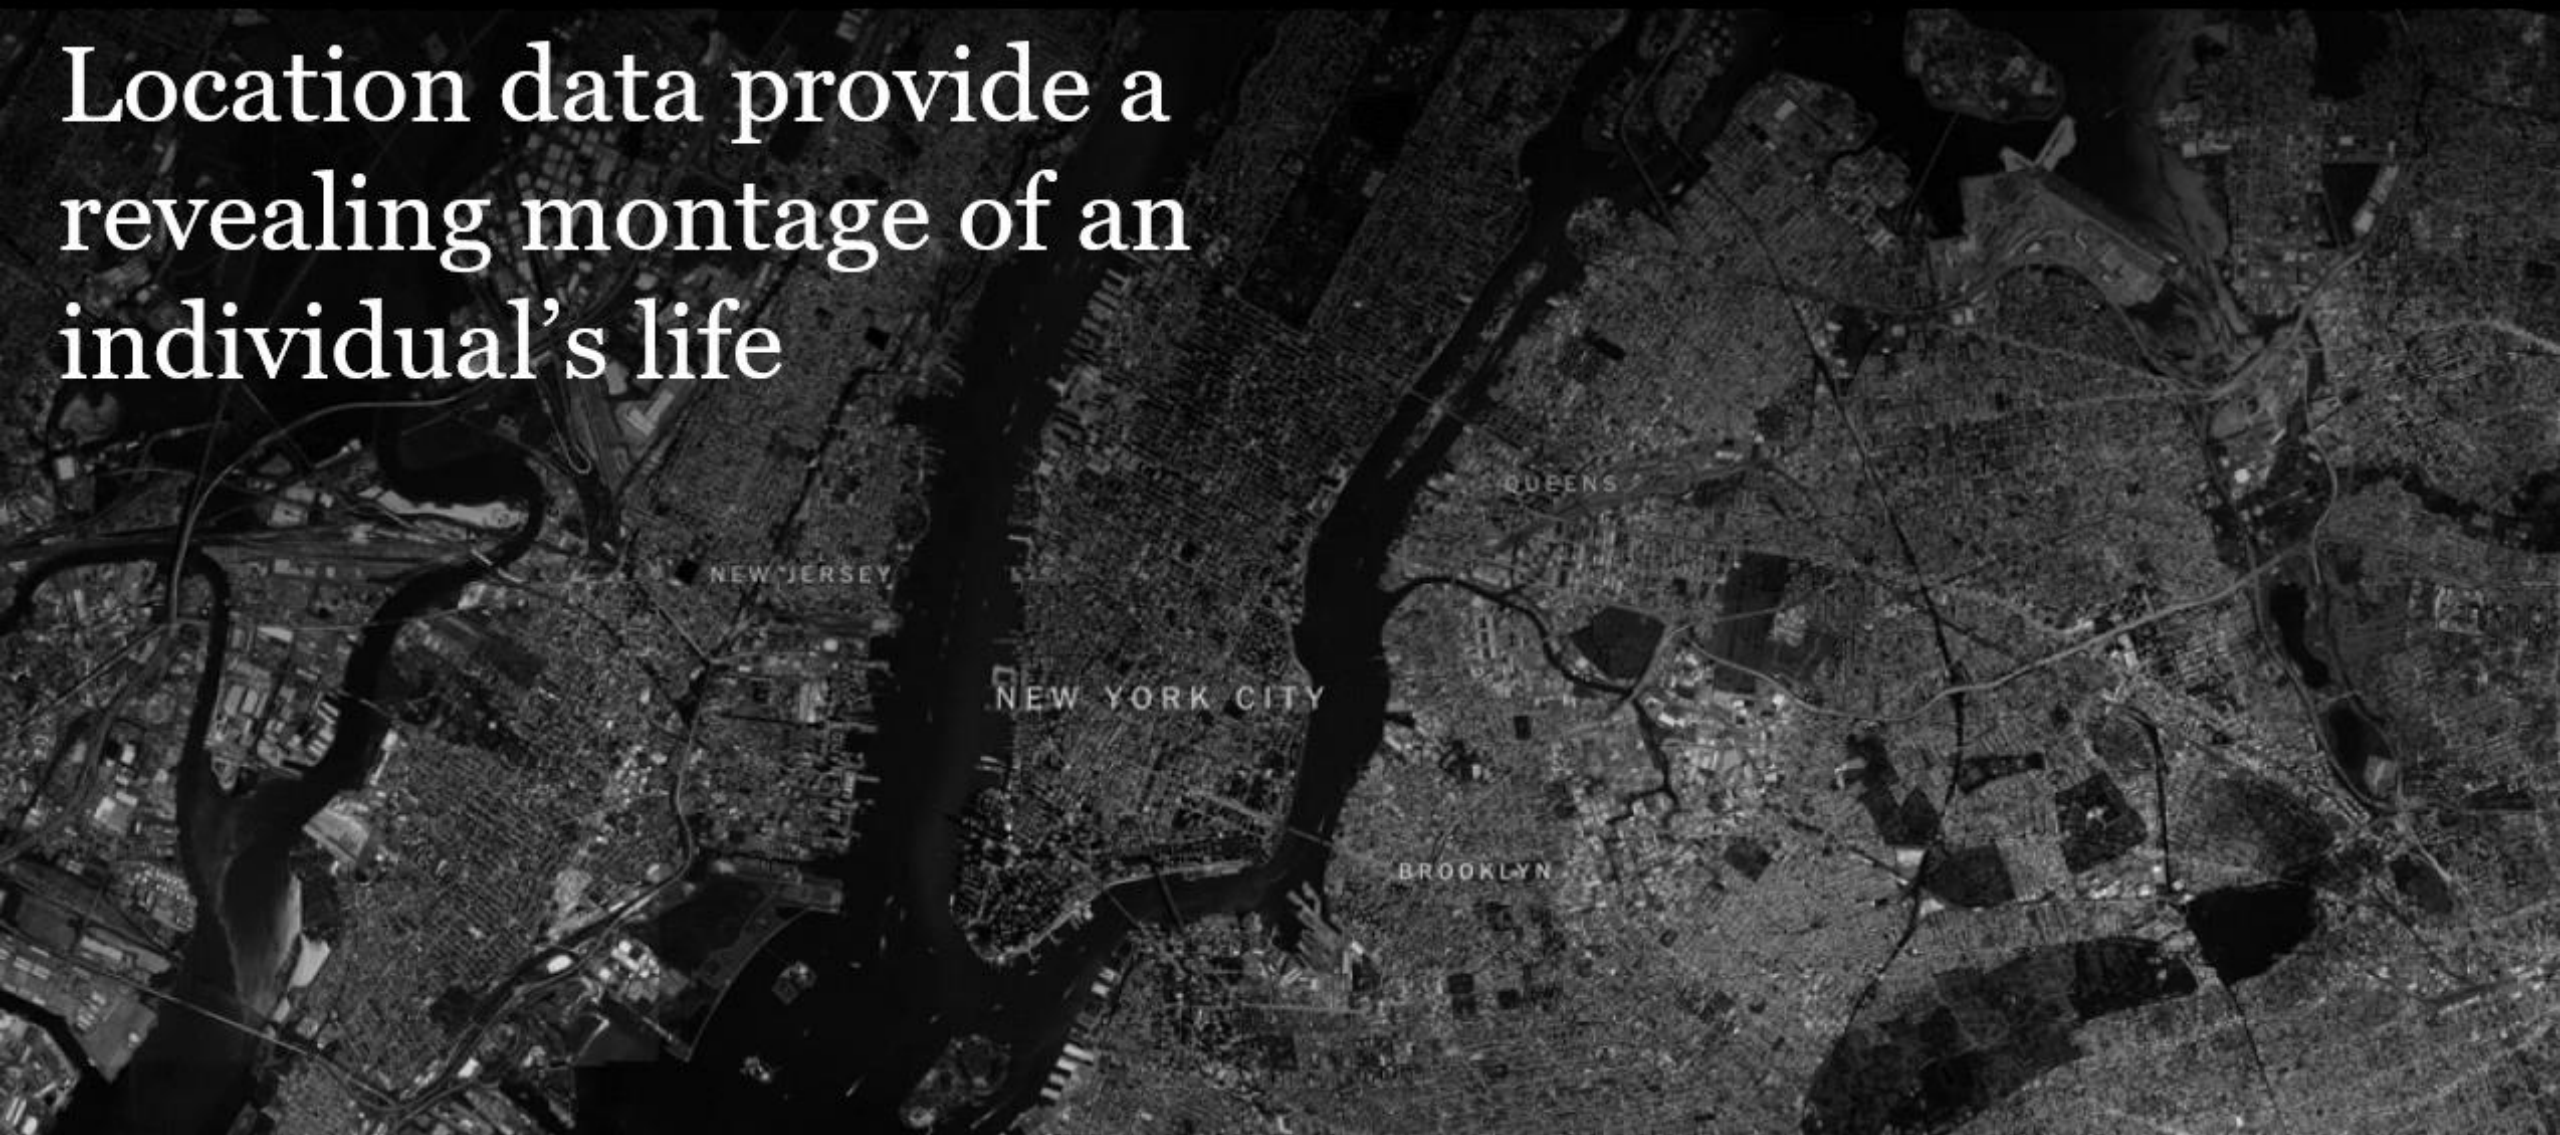 Location data provide a
revealing montage of an
individual’s life
QUEENS
NEW JERSEY
NEW YORK CITY
BROOKLYN